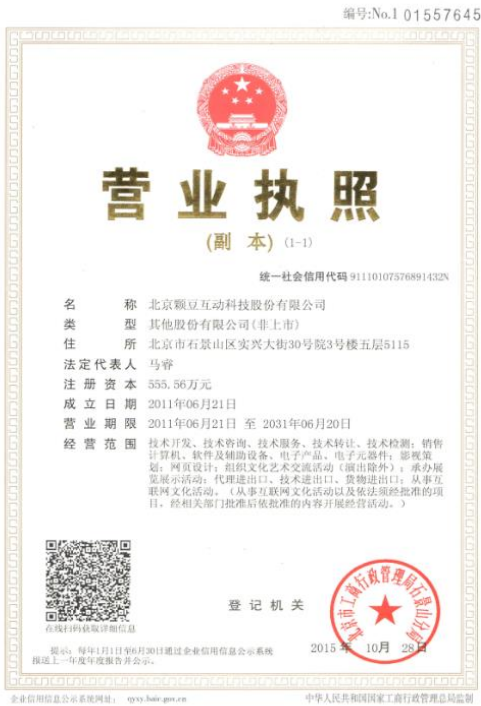 编号:No.1 01557645
营业执照
(副 本) (1-1)
统一社会信用代码 91110107576891432N
名 称 北京颗豆互动科技股份有限公司
类 型 其他股份有限公司(非上市)
住 所 北京市石景山区实兴大街30号院3号楼五层5115
法定代表人 马睿
注册资本 555.56万元
成立日期 2011年06月21日
营业期限 2011年06月21日 至 2031年06月20日
经营范围 技术开发、技术咨询、技术服务、技术转让、技术检测；销售
计算机、软件及辅助设备、电子产品、电子元器件；影视策
划；网页设计；组织文化艺术交流活动（演出除外）；承办展
览展示活动；代理进出口、技术进出口、货物进出口；从事互
联网文化活动。（从事互联网文化活动以及依法须经批准的项
目，经相关部门批准后依批准的内容开展经营活动。）
在线扫码获取详细信息
登记机关
北京市工商行政管理局石景山分局
2015年 10月 28日
提示：每年1月1日至6月30日通过企业信用信息公示系统
报送上一年度年度报告并公示。
企业信用信息公示系统网址： qyxy.baic.gov.cn
中华人民共和国国家工商行政管理总局监制